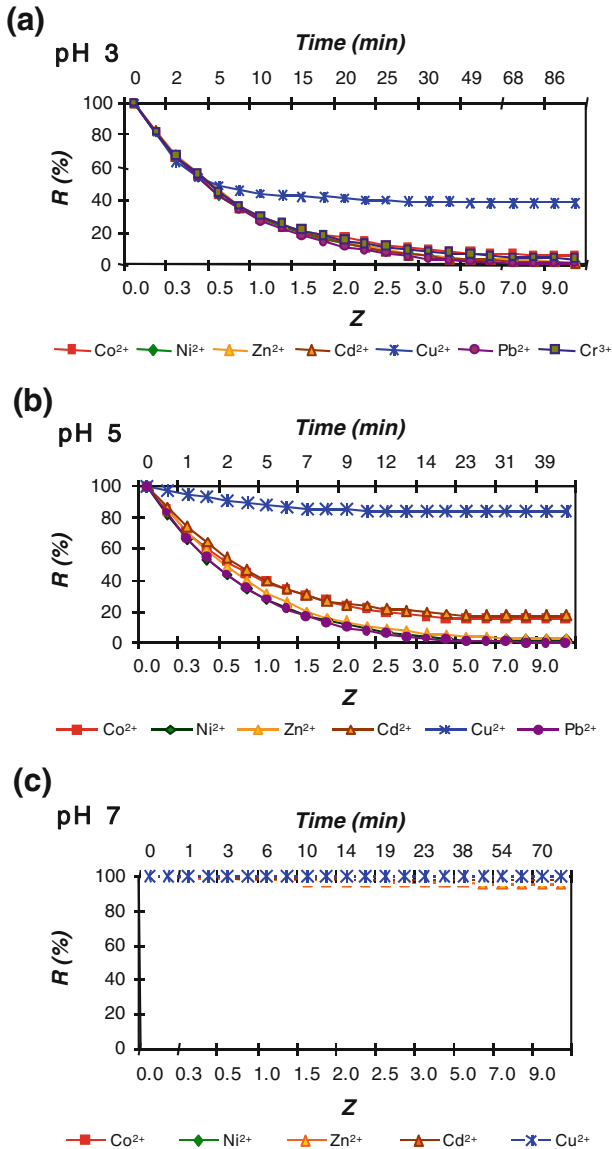 (a)
pH 3
Time (min)
0 2 5 10 15 20 25 30 49 68 86
100
80
60
40
20
0
R (%)
0.0 0.3 0.5 1.0 1.5 2.0 2.5 3.0 5.0 7.0 9.0
Z
Co²⁺ Ni²⁺ Zn²⁺ Cd²⁺ Cu²⁺ Pb²⁺ Cr³⁺
(b)
pH 5
Time (min)
0 1 2 5 7 9 12 14 23 31 39
100
80
60
40
20
0
R (%)
0.0 0.3 0.5 1.0 1.5 2.0 2.5 3.0 5.0 7.0 9.0
Z
Co²⁺ Ni²⁺ Zn²⁺ Cd²⁺ Cu²⁺ Pb²⁺
(c)
pH 7
Time (min)
0 1 3 6 10 14 19 23 38 54 70
100
80
60
40
20
0
R (%)
0.0 0.3 0.5 1.0 1.5 2.0 2.5 3.0 5.0 7.0 9.0
Z
Co²⁺ Ni²⁺ Zn²⁺ Cd²⁺ Cu²⁺